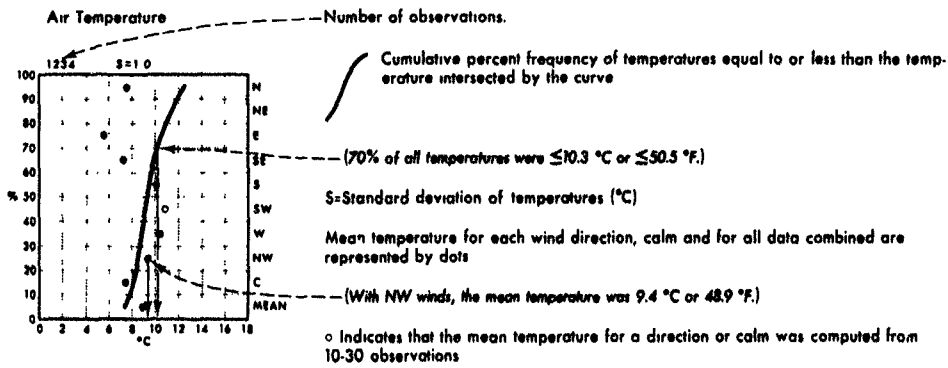 Air Temperature
Number of observations.
1234 S=1 0
Cumulative percent frequency of temperatures equal to or less than the temp-
erature intersected by the curve
100
90
80
70
60
50
40
30
20
10
0
%
N
NE
E
SE
S
SW
W
NW
C
MEAN
0 2 4 6 8 10 12 14 16 18
°C
(70% of all temperatures were ≤10.3 °C or ≤50.5 °F.)
S=Standard deviation of temperatures (°C)
Mean temperature for each wind direction, calm and for all data combined are
represented by dots
(With NW winds, the mean temperature was 9.4 °C or 48.9 °F.)
o Indicates that the mean temperature for a direction or calm was computed from
10-30 observations